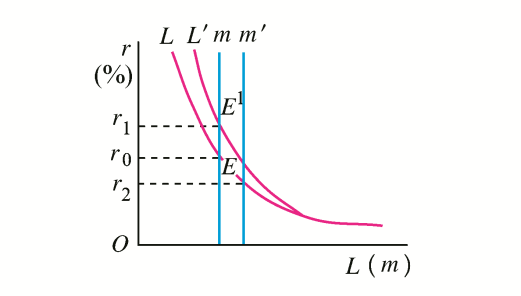 r
(%)
L L′ m m′
E¹
r₁
r₀
E
r₂
O
L (m)